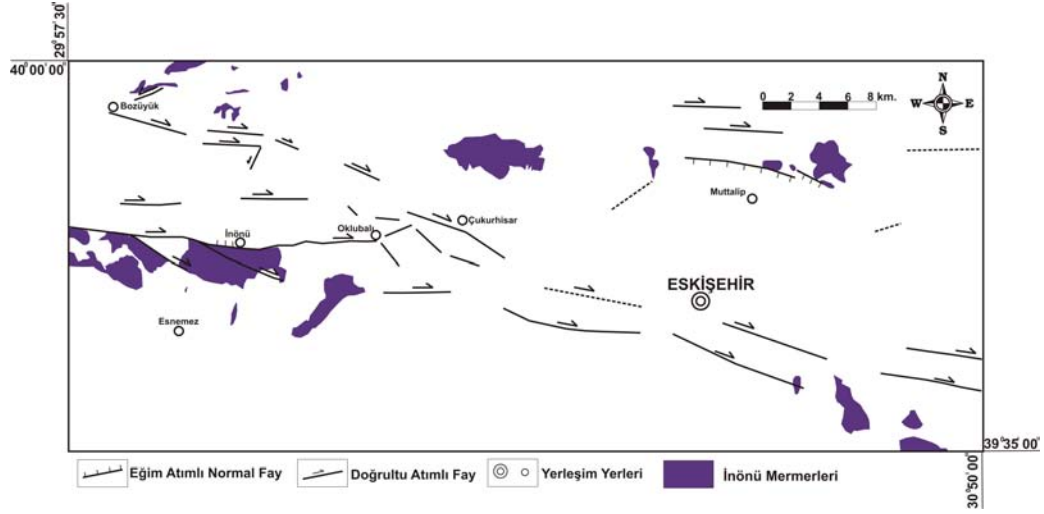 29° 57' 30"
40° 00' 00"
N
W E
S
0 2 4 6 8 km.
Bozüyük
Muttalip
Çukurhisar
Oklubalı
İnönü
ESKİŞEHİR
Esnemez
39° 35' 00"
30° 50' 00"
Eğim Atımlı Normal Fay
Doğrultu Atımlı Fay
Yerleşim Yerleri
İnönü Mermerleri